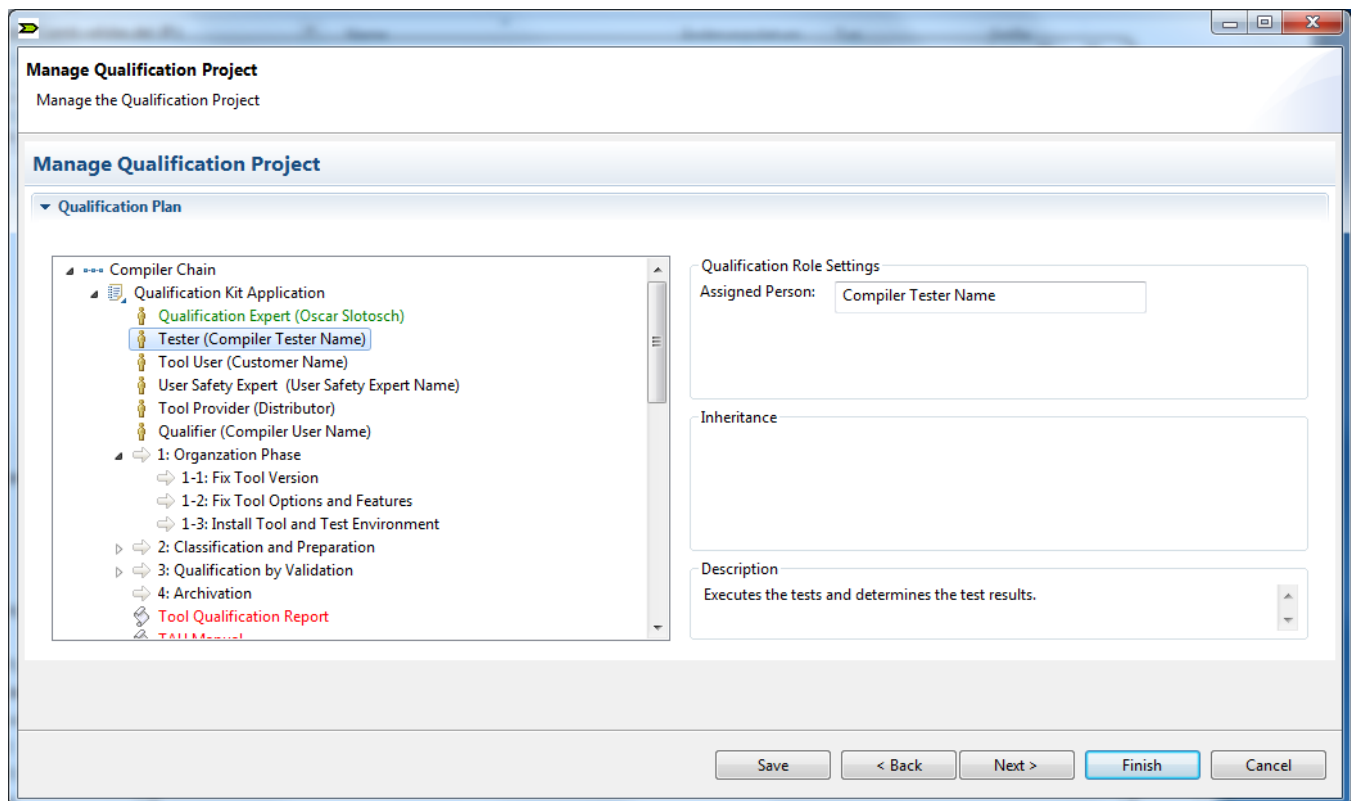 Manage Qualification Project
Manage the Qualification Project
Manage Qualification Project
Qualification Plan
Compiler Chain
Qualification Kit Application
Qualification Expert (Oscar Slotosch)
Tester (Compiler Tester Name)
Tool User (Customer Name)
User Safety Expert (User Safety Expert Name)
Tool Provider (Distributor)
Qualifier (Compiler User Name)
1: Organzation Phase
1-1: Fix Tool Version
1-2: Fix Tool Options and Features
1-3: Install Tool and Test Environment
2: Classification and Preparation
3: Qualification by Validation
4: Archivation
Tool Qualification Report
Qualification Role Settings
Assigned Person: Compiler Tester Name
Inheritance
Description
Executes the tests and determines the test results.
Save < Back Next > Finish Cancel